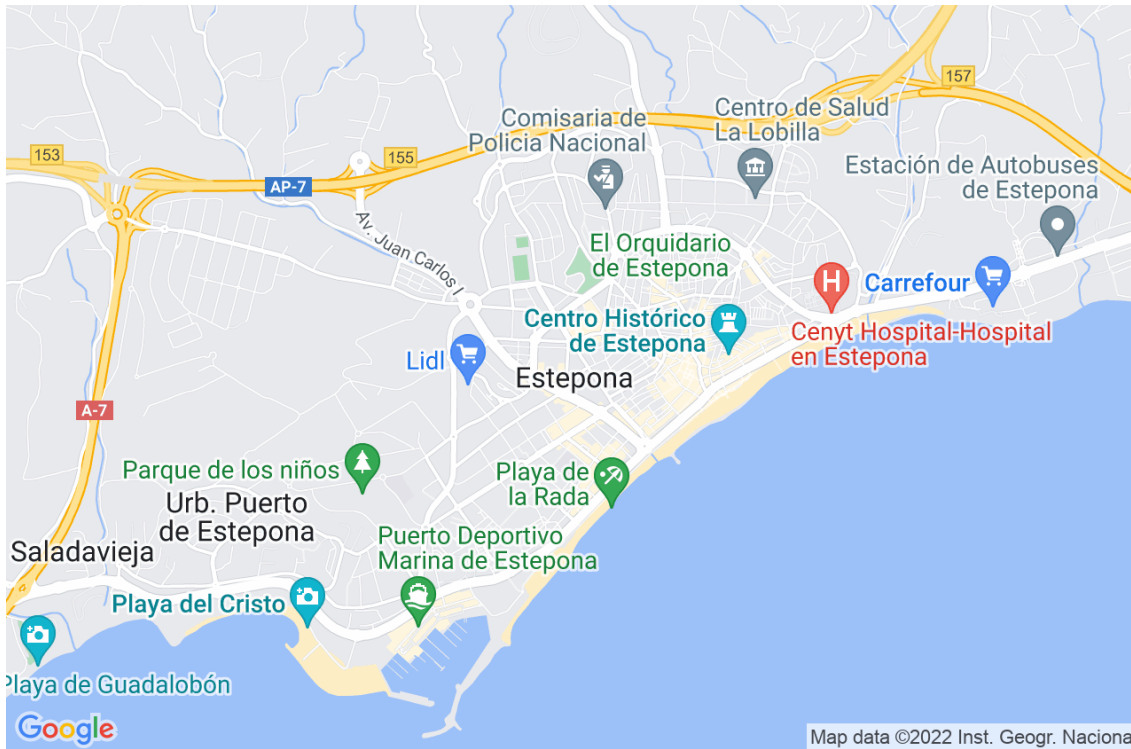 157
Centro de Salud
La Lobilla
Comisaria de
Policia Nacional
153
155
Estación de Autobuses
de Estepona
AP-7
Av. Juan Carlos I
El Orquidario
de Estepona
Carrefour
Centro Histórico
de Estepona
Cenyt Hospital-Hospital
en Estepona
Lidl
Estepona
A-7
Parque de los niños
Playa de
la Rada
Urb. Puerto
de Estepona
Puerto Deportivo
Marina de Estepona
Saladavieja
Playa del Cristo
Playa de Guadalobón
Google
Map data ©2022 Inst. Geogr. Naciona